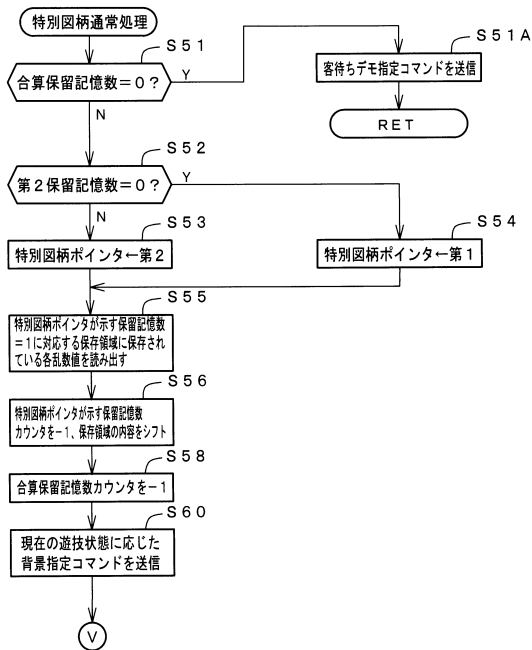 特別図柄通常処理
S51
合算保留記憶数=0?
Y
N
S51A
客待ちデモ指定コマンドを送信
RET
S52
第2保留記憶数=0?
Y
N
S53
特別図柄ポインタ←第2
S54
特別図柄ポインタ←第1
S55
特別図柄ポインタが示す保留記憶数
=1に対応する保存領域に保存され
ている各乱数値を読み出す
S56
特別図柄ポインタが示す保留記憶数
カウンタを-1、保存領域の内容をシフト
S58
合算保留記憶数カウンタを-1
S60
現在の遊技状態に応じた
背景指定コマンドを送信
V